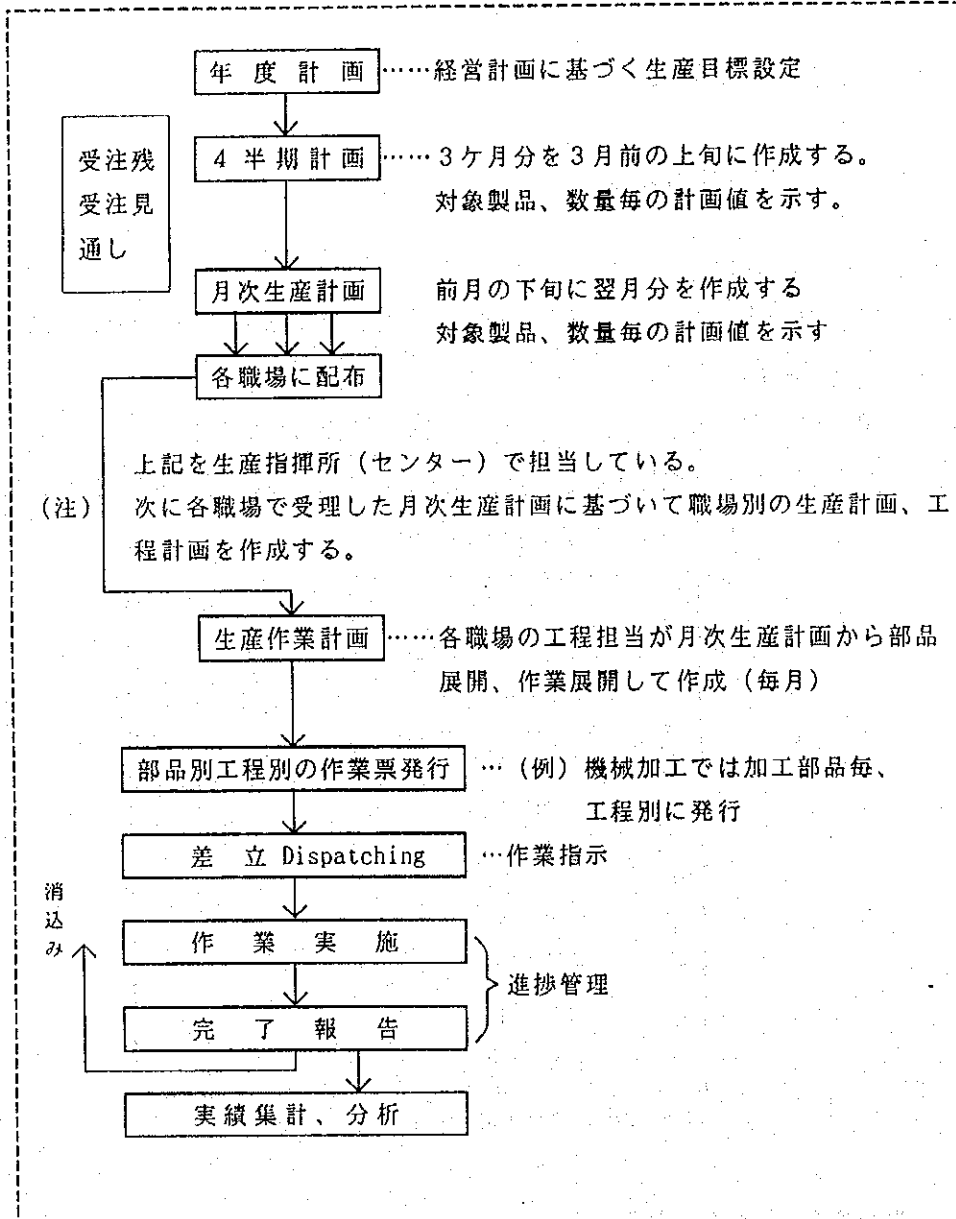 年度計画……経営計画に基づく生産目標設定
受注残
受注見
通し
4半期計画……3ケ月分を3月前の上旬に作成する。
対象製品、数量毎の計画値を示す。
月次生産計画 前月の下旬に翌月分を作成する
対象製品、数量毎の計画値を示す
各職場に配布
上記を生産指揮所（センター）で担当している。
(注) 次に各職場で受理した月次生産計画に基づいて職場別の生産計画、工
程計画を作成する。
生産作業計画……各職場の工程担当が月次生産計画から部品
展開、作業展開して作成（毎月）
部品別工程別の作業票発行…（例）機械加工では加工部品毎、
工程別に発行
差立 Dispatching…作業指示
消込み
作業実施
進捗管理
完了報告
実績集計、分析